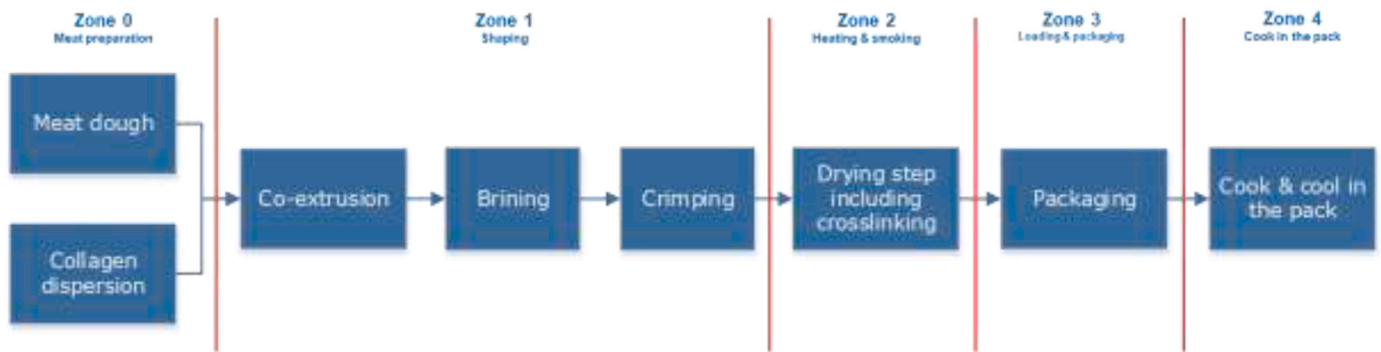 Zone 0
Meat preparation
Zone 1
Shaping
Zone 2
Heating & smoking
Zone 3
Loading & packaging
Zone 4
Cook in the pack
Meat dough
Collagen
dispersion
Co-extrusion
Brining
Crimping
Drying step
including
crosslinking
Packaging
Cook & cool in
the pack